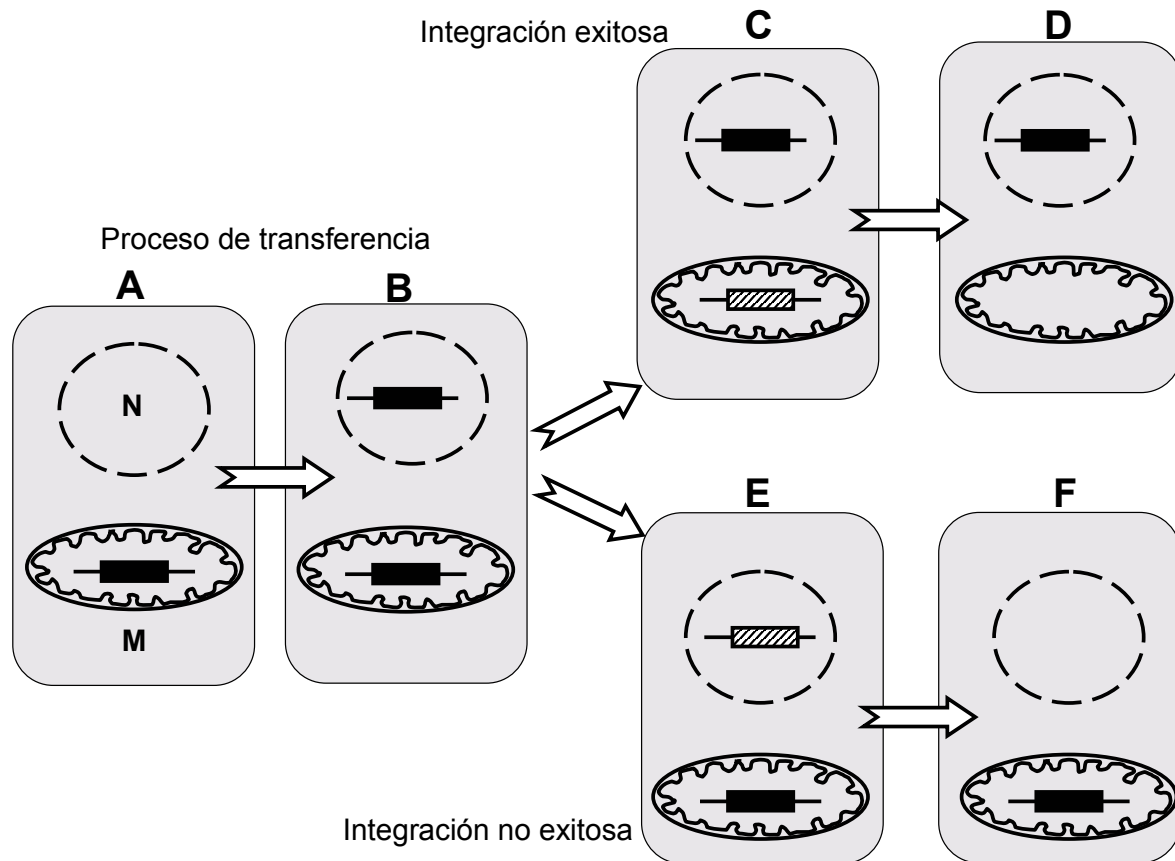 Integración exitosa
C
D
Proceso de transferencia
A
B
N
M
E
F
Integración no exitosa